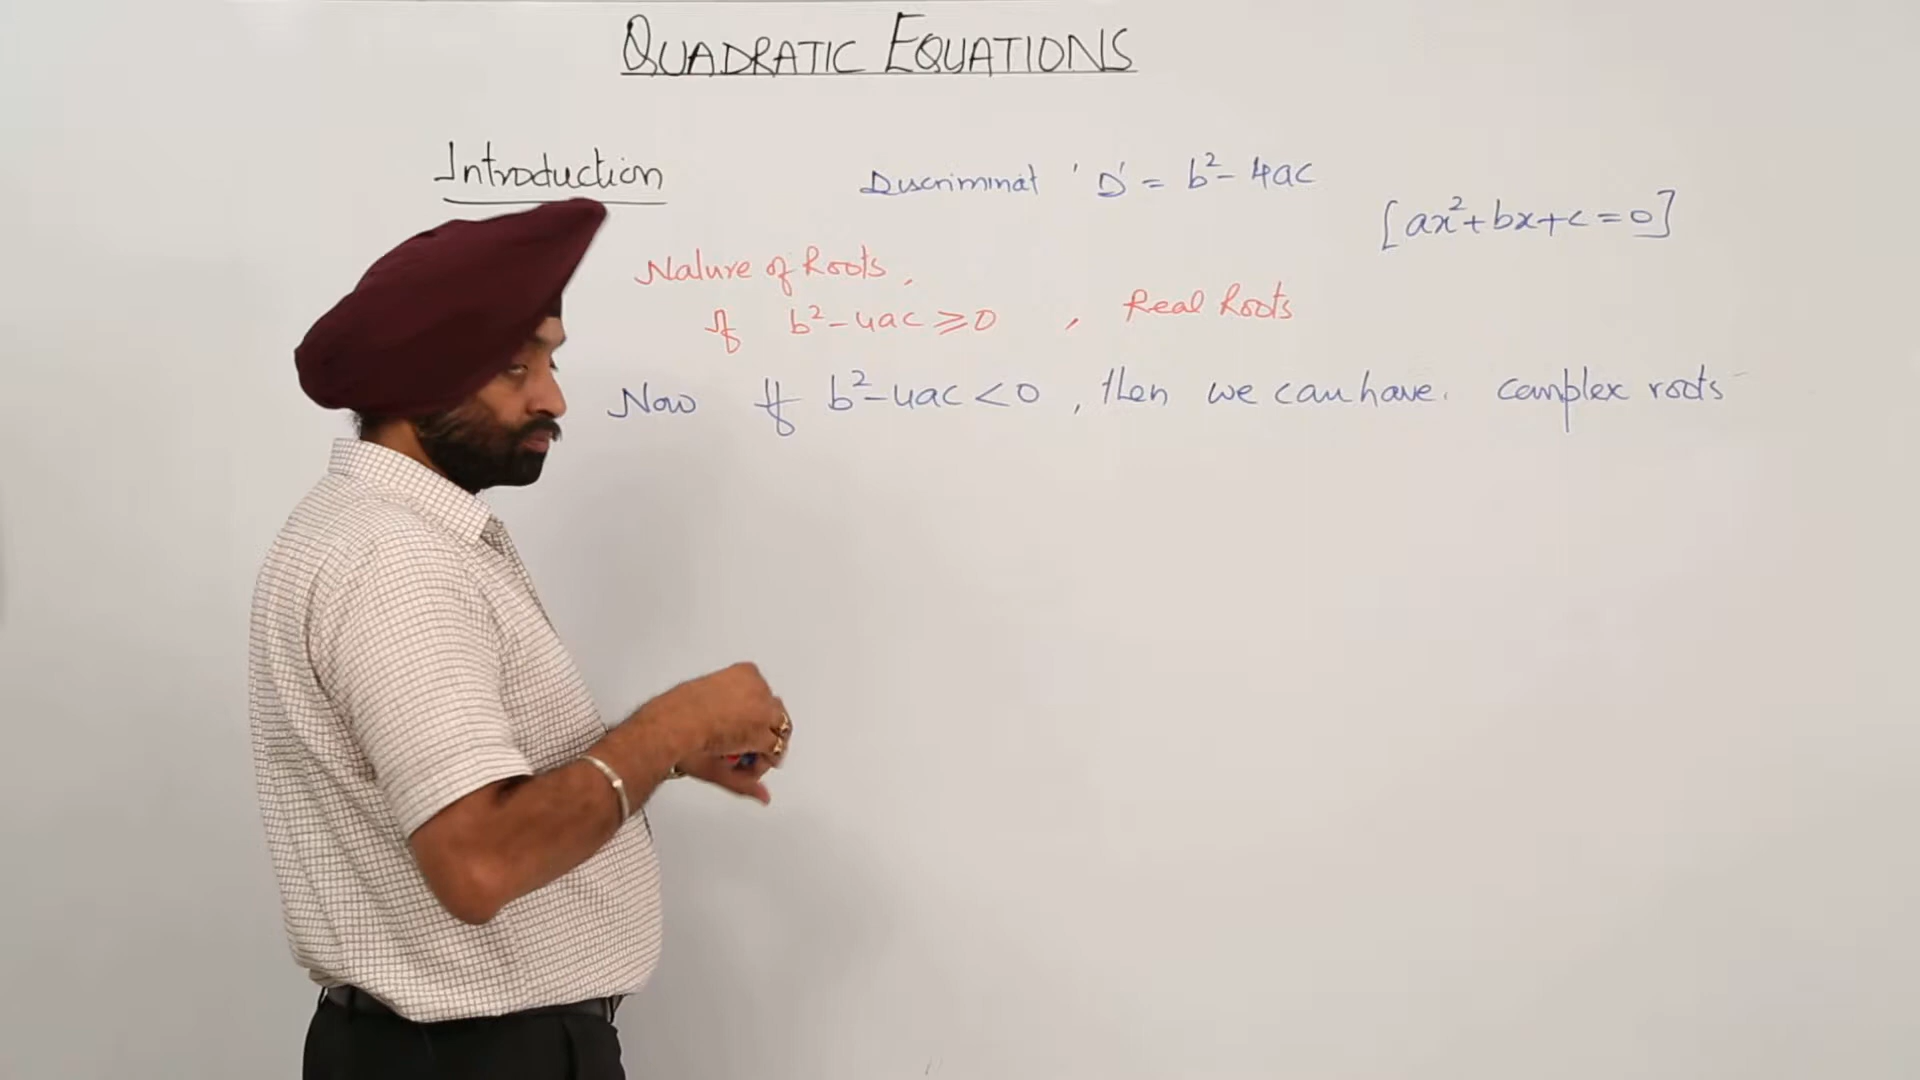 QUADRATIC EQUATIONS
Introduction
Discriminat 'D' = b²- 4ac
[ax²+bx+c=0]
Nature of Roots,
If b²-4ac ≥ 0 , Real Roots
Now If b²-4ac < 0 , then we can have. complex roots